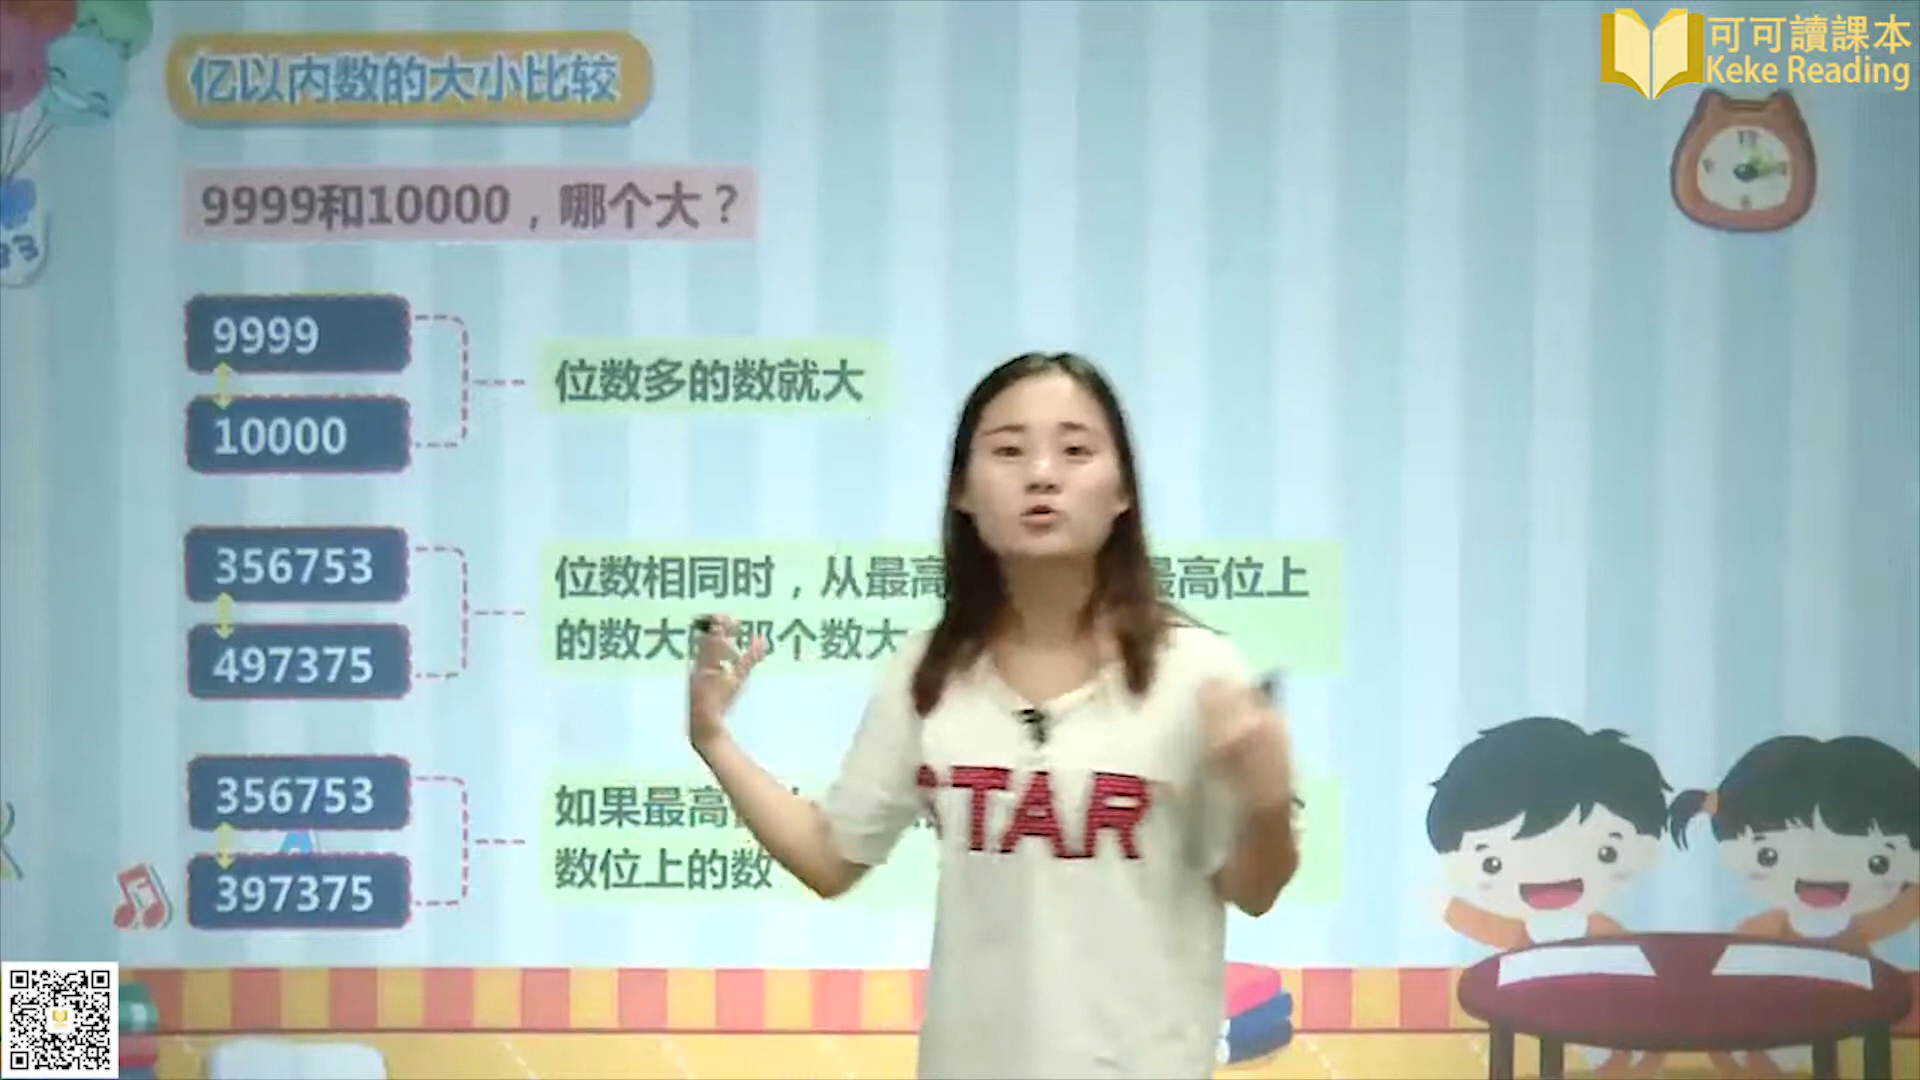 可可讀課本
Keke Reading
亿以内数的大小比较
9999和10000，哪个大？
9999
10000
位数多的数就大
356753
497375
位数相同时，从最高
最高位上
的数大 那个数大
356753
397375
如果最高
数位上的数
TAR